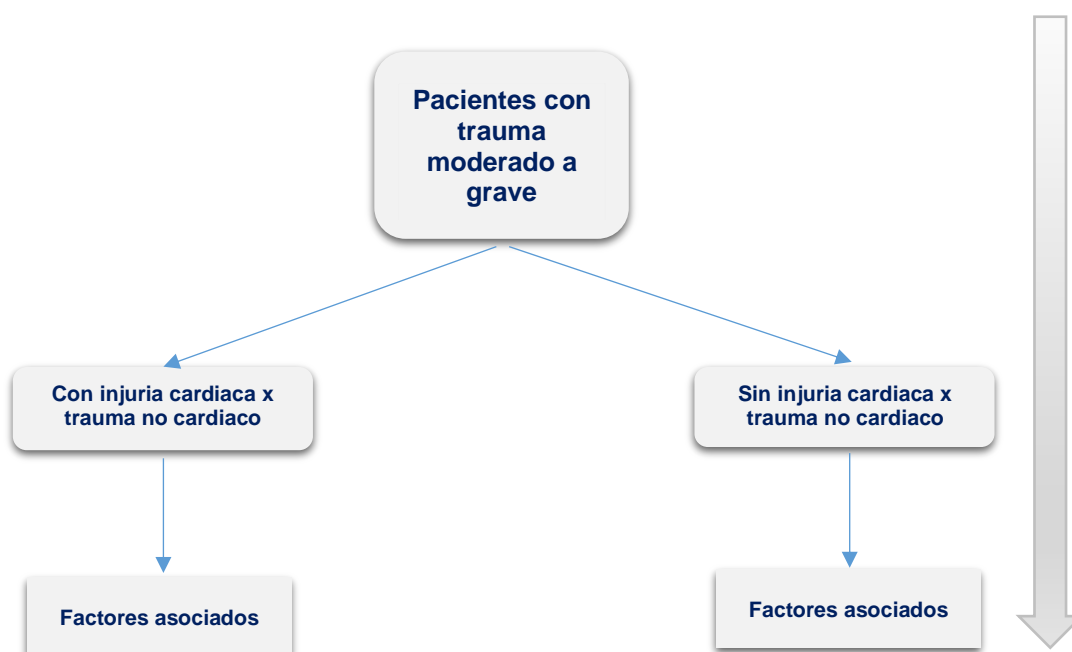 Pacientes con
trauma
moderado a
grave
Con injuria cardiaca x
trauma no cardiaco
Sin injuria cardiaca x
trauma no cardiaco
Factores asociados
Factores asociados